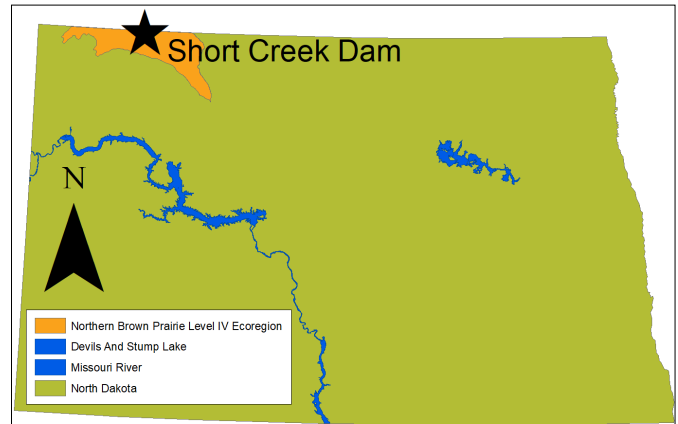 Short Creek Dam
N
Northern Brown Prairie Level IV Ecoregion
Devils And Stump Lake
Missouri River
North Dakota